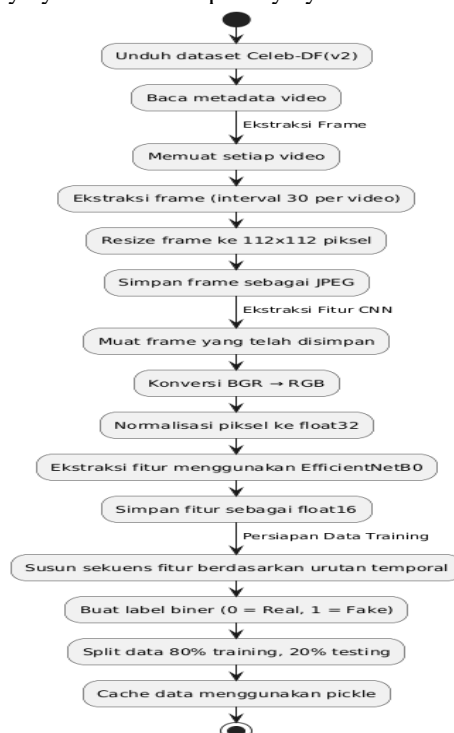 Unduh dataset Celeb-DF(v2)
Baca metadata video
Ekstraksi Frame
Memuat setiap video
Ekstraksi frame (interval 30 per video)
Resize frame ke 112x112 piksel
Simpan frame sebagai JPEG
Ekstraksi Fitur CNN
Muat frame yang telah disimpan
Konversi BGR → RGB
Normalisasi piksel ke float32
Ekstraksi fitur menggunakan EfficientNetB0
Simpan fitur sebagai float16
Persiapan Data Training
Susun sekuens fitur berdasarkan urutan temporal
Buat label biner (0 = Real, 1 = Fake)
Split data 80% training, 20% testing
Cache data menggunakan pickle